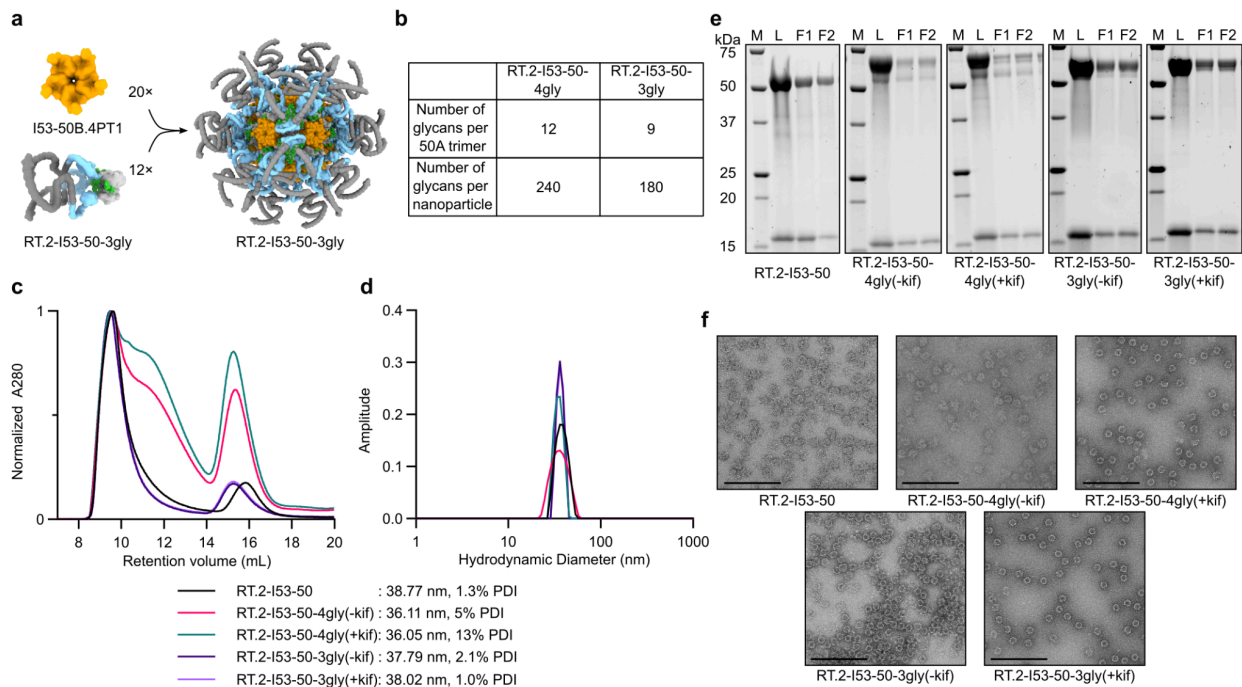 a
I53-50B.4PT1
20×
12×
RT.2-I53-50-3gly
RT.2-I53-50-3gly
b
RT.2-I53-50-
4gly
RT.2-I53-50-
3gly
Number of
glycans per
50A trimer
12
9
Number of
glycans per
nanoparticle
240
180
c
Normalized A280
1
0
8
10
12
14
16
18
20
Retention volume (mL)
d
Amplitude
0.4
0.3
0.2
0.1
0.0
1
10
100
1000
Hydrodynamic Diameter (nm)
RT.2-I53-50 : 38.77 nm, 1.3% PDI
RT.2-I53-50-4gly(-kif) : 36.11 nm, 5% PDI
RT.2-I53-50-4gly(+kif): 36.05 nm, 13% PDI
RT.2-I53-50-3gly(-kif) : 37.79 nm, 2.1% PDI
RT.2-I53-50-3gly(+kif): 38.02 nm, 1.0% PDI
e
kDa
M L F1 F2
M L F1 F2
M L F1 F2
M L F1 F2
M L F1 F2
75
50
37
25
20
15
RT.2-I53-50
RT.2-I53-50-
4gly(-kif)
RT.2-I53-50-
4gly(+kif)
RT.2-I53-50-
3gly(-kif)
RT.2-I53-50-
3gly(+kif)
f
RT.2-I53-50
RT.2-I53-50-4gly(-kif)
RT.2-I53-50-4gly(+kif)
RT.2-I53-50-3gly(-kif)
RT.2-I53-50-3gly(+kif)